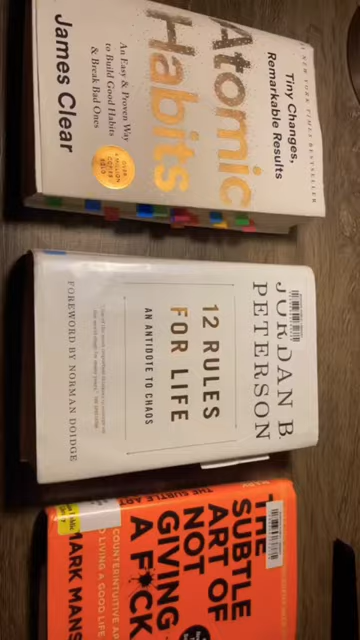 #1 NEW YORK TIMES BESTSELLER
Tiny Changes,
Remarkable Results
Atomic
Habits
An Easy & Proven Way
to Build Good Habits
& Break Bad Ones
James Clear
JORDAN B.
PETERSON
12 RULES
FOR LIFE
AN ANTIDOTE TO CHAOS
FOREWORD BY NORMAN DOIDGE
THE SUBTLE ART
THE
SUBTLE
ART OF
NOT
GIVING
A F CK
COUNTERINTUITIVE AP
O LIVING A GOOD LIFE
MARK MANS